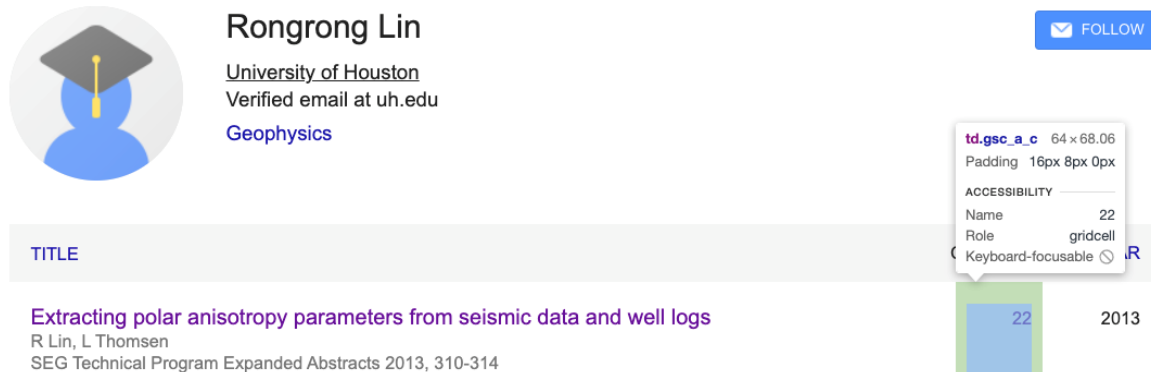 Rongrong Lin
FOLLOW
University of Houston
Verified email at uh.edu
Geophysics
td.gsc_a_c 64 × 68.06
Padding 16px 8px 0px
ACCESSIBILITY
Name 22
Role gridcell
Keyboard-focusable
TITLE
Extracting polar anisotropy parameters from seismic data and well logs 22 2013
R Lin, L Thomsen
SEG Technical Program Expanded Abstracts 2013, 310-314